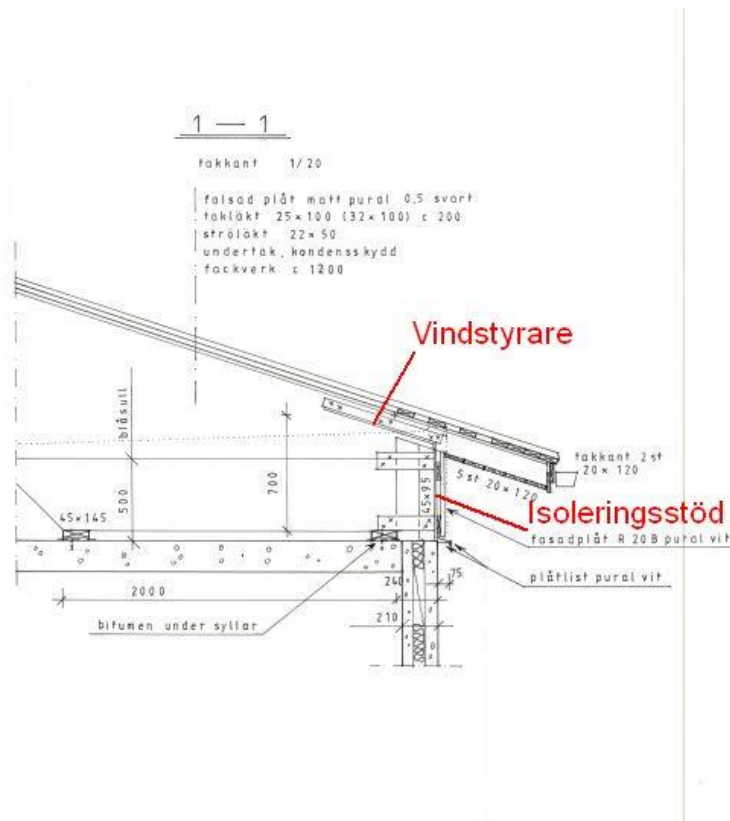 1 — 1
takkant 1/20
falsad plåt matt pural 0,5 svart
takläkt 25×100 (32×100) c 200
ströläkt 22×50
undertak, kondensskydd
fackverk c 1200
Vindstyrare
blåsull
500
700
takkant 2st
20×120
5st 20×120
45×95
Isoleringsstöd
fasadplåt R 20B pural vit
45×145
75
plåtlist pural vit
240
2000
210
bitumen under syllar